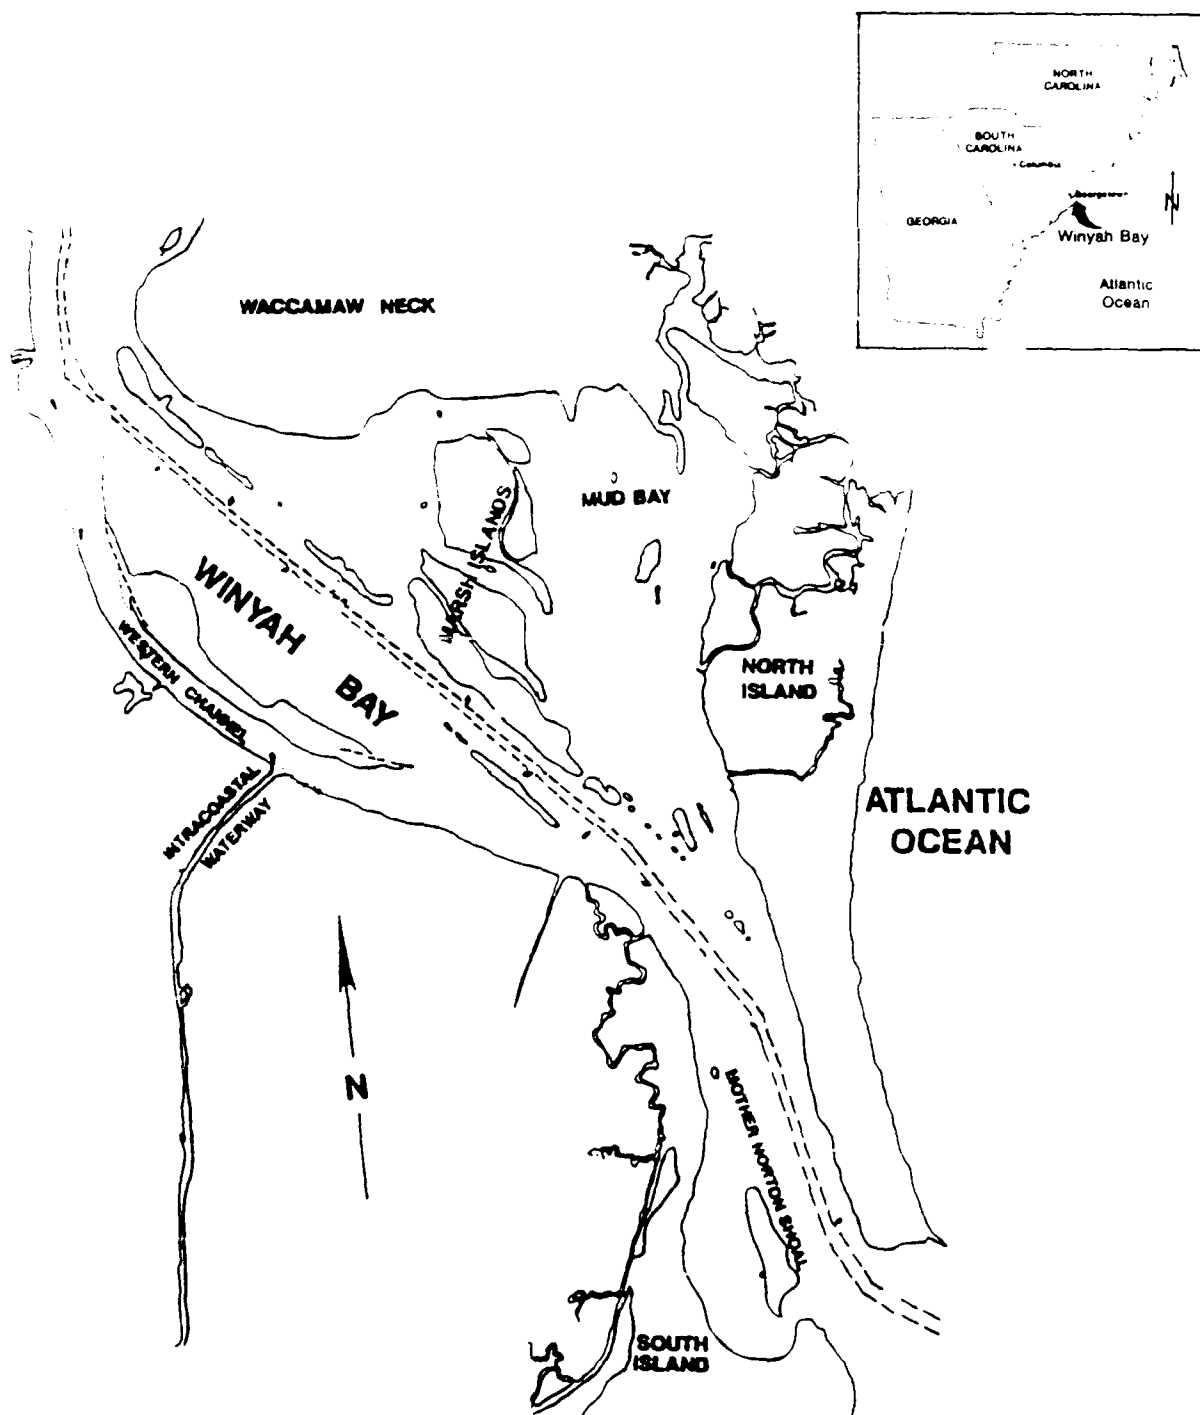 NORTH
CAROLINA
SOUTH
CAROLINA
Columbia
Georgetown
GEORGIA
N
Winyah Bay
Atlantic
Ocean
WACCAMAW NECK
MUD BAY
MARSH ISLANDS
WINYAH
BAY
WESTERN CHANNEL
NORTH
ISLAND
INTRACOASTAL
WATERWAY
ATLANTIC
OCEAN
N
MOTHER NORTON SHOAL
SOUTH
ISLAND